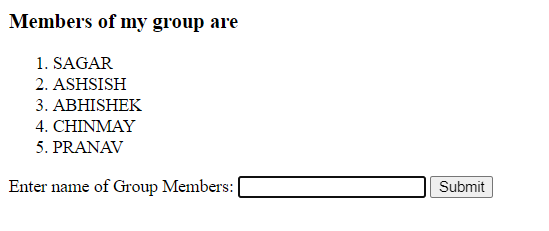 Members of my group are
1. SAGAR
2. ASHSISH
3. ABHISHEK
4. CHINMAY
5. PRANAV
Enter name of Group Members: Submit